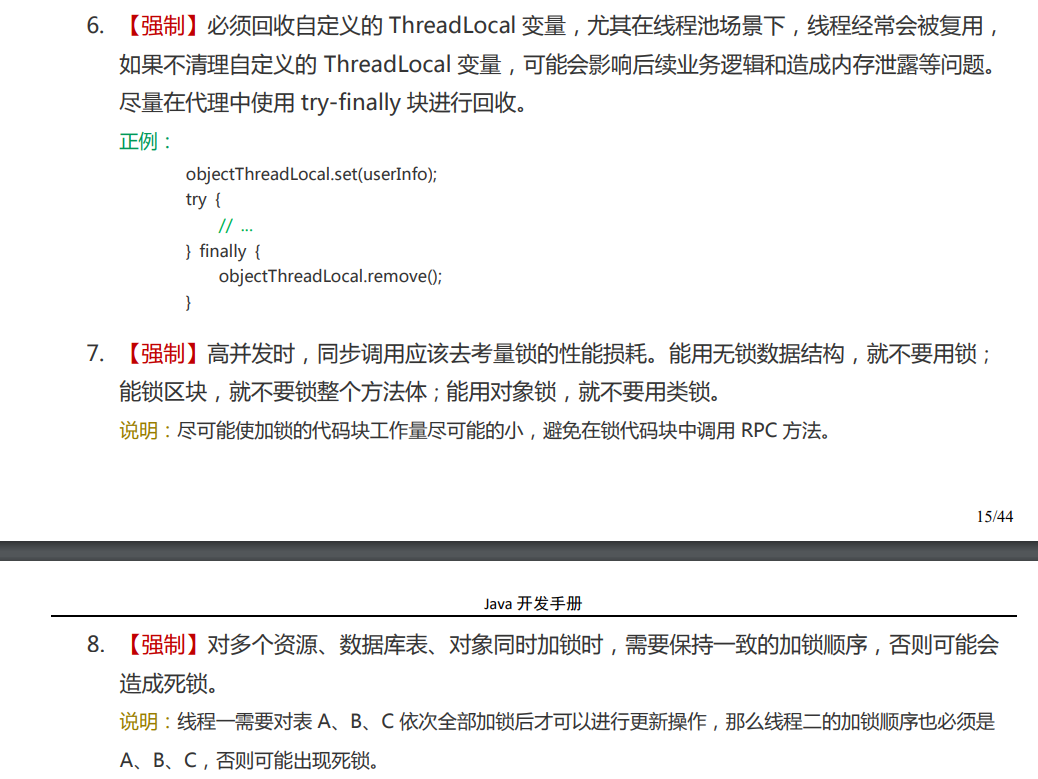 6. 【强制】必须回收自定义的 ThreadLocal 变量，尤其在线程池场景下，线程经常会被复用，
如果不清理自定义的 ThreadLocal 变量，可能会影响后续业务逻辑和造成内存泄露等问题。
尽量在代理中使用 try-finally 块进行回收。
正例：
objectThreadLocal.set(userInfo);
try {
// ...
} finally {
objectThreadLocal.remove();
}
7. 【强制】高并发时，同步调用应该去考量锁的性能损耗。能用无锁数据结构，就不要用锁；
能锁区块，就不要锁整个方法体；能用对象锁，就不要用类锁。
说明：尽可能使加锁的代码块工作量尽可能的小，避免在锁代码块中调用 RPC 方法。
15/44
Java 开发手册
8. 【强制】对多个资源、数据库表、对象同时加锁时，需要保持一致的加锁顺序，否则可能会
造成死锁。
说明：线程一需要对表 A、B、C 依次全部加锁后才可以进行更新操作，那么线程二的加锁顺序也必须是
A、B、C，否则可能出现死锁。